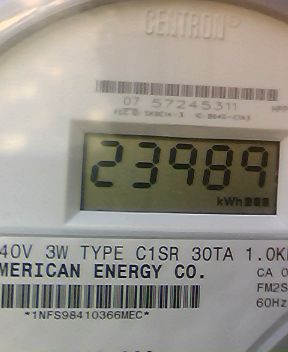 CENTRON®
07 57245311
23989
kWh
40V 3W TYPE C1SR 30TA 1.0K
MERICAN ENERGY CO.
CA 0
FM2S
60Hz
*1NFS98410366MEC*